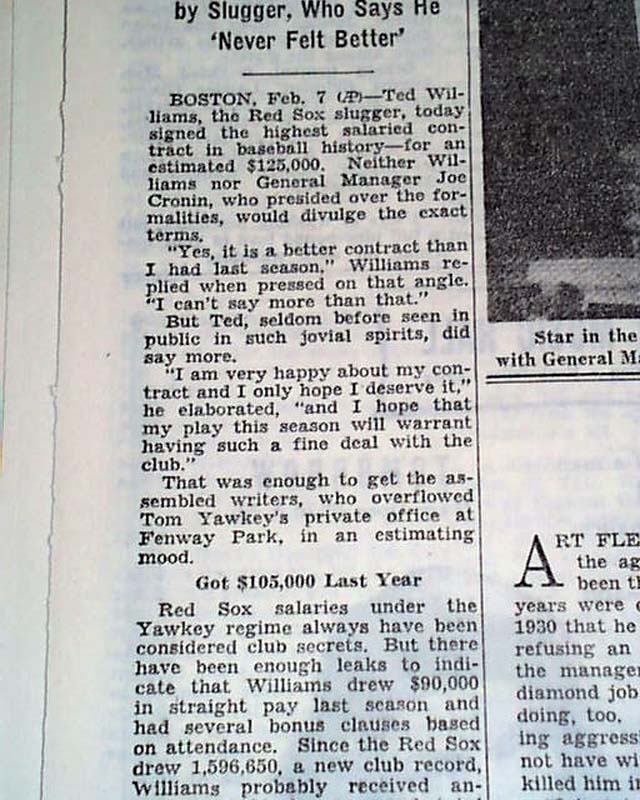 by Slugger, Who Says He
'Never Felt Better'
BOSTON, Feb. 7 (AP)—Ted Wil-
liams, the Red Sox slugger, today
signed the highest salaried con-
tract in baseball history—for an
estimated $125,000. Neither Wil-
liams nor General Manager Joe
Cronin, who presided over the for-
malities, would divulge the exact
terms.
"Yes, it is a better contract than
I had last season," Williams re-
plied when pressed on that angle.
"I can't say more than that."
But Ted, seldom before seen in
public in such jovial spirits, did
say more.
"I am very happy about my con-
tract and I only hope I deserve it,"
he elaborated, "and I hope that
my play this season will warrant
having such a fine deal with the
club."
That was enough to get the as-
sembled writers, who overflowed
Tom Yawkey's private office at
Fenway Park, in an estimating
mood.
Got $105,000 Last Year
Red Sox salaries under the
Yawkey regime always have been
considered club secrets. But there
have been enough leaks to indi-
cate that Williams drew $90,000
in straight pay last season and
had several bonus clauses based
on attendance. Since the Red Sox
drew 1,596,650, a new club record,
Williams probably received an-
Star in the
with General
ART FLE
the ag
been th
years were
1930 that he
refusing an
the manager
diamond job
doing, too.
ing aggress
not have wi
killed him i